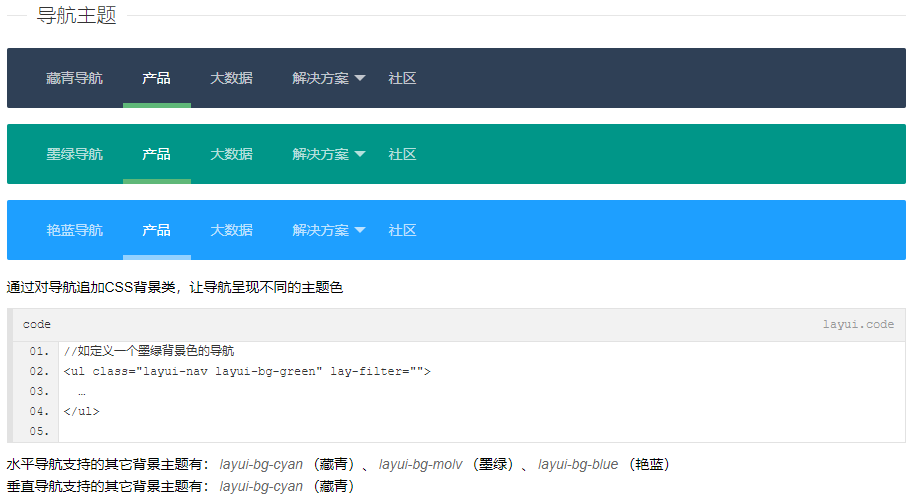 导航主题
藏青导航 产品 大数据 解决方案 社区
墨绿导航 产品 大数据 解决方案 社区
艳蓝导航 产品 大数据 解决方案 社区
通过对导航追加CSS背景类，让导航呈现不同的主题色
code layui.code
01. //如定义一个墨绿背景色的导航
02. <ul class="layui-nav layui-bg-green" lay-filter="">
03.   …
04. </ul>
05.
水平导航支持的其它背景主题有：layui-bg-cyan（藏青）、layui-bg-molv（墨绿）、layui-bg-blue（艳蓝）
垂直导航支持的其它背景主题有：layui-bg-cyan（藏青）